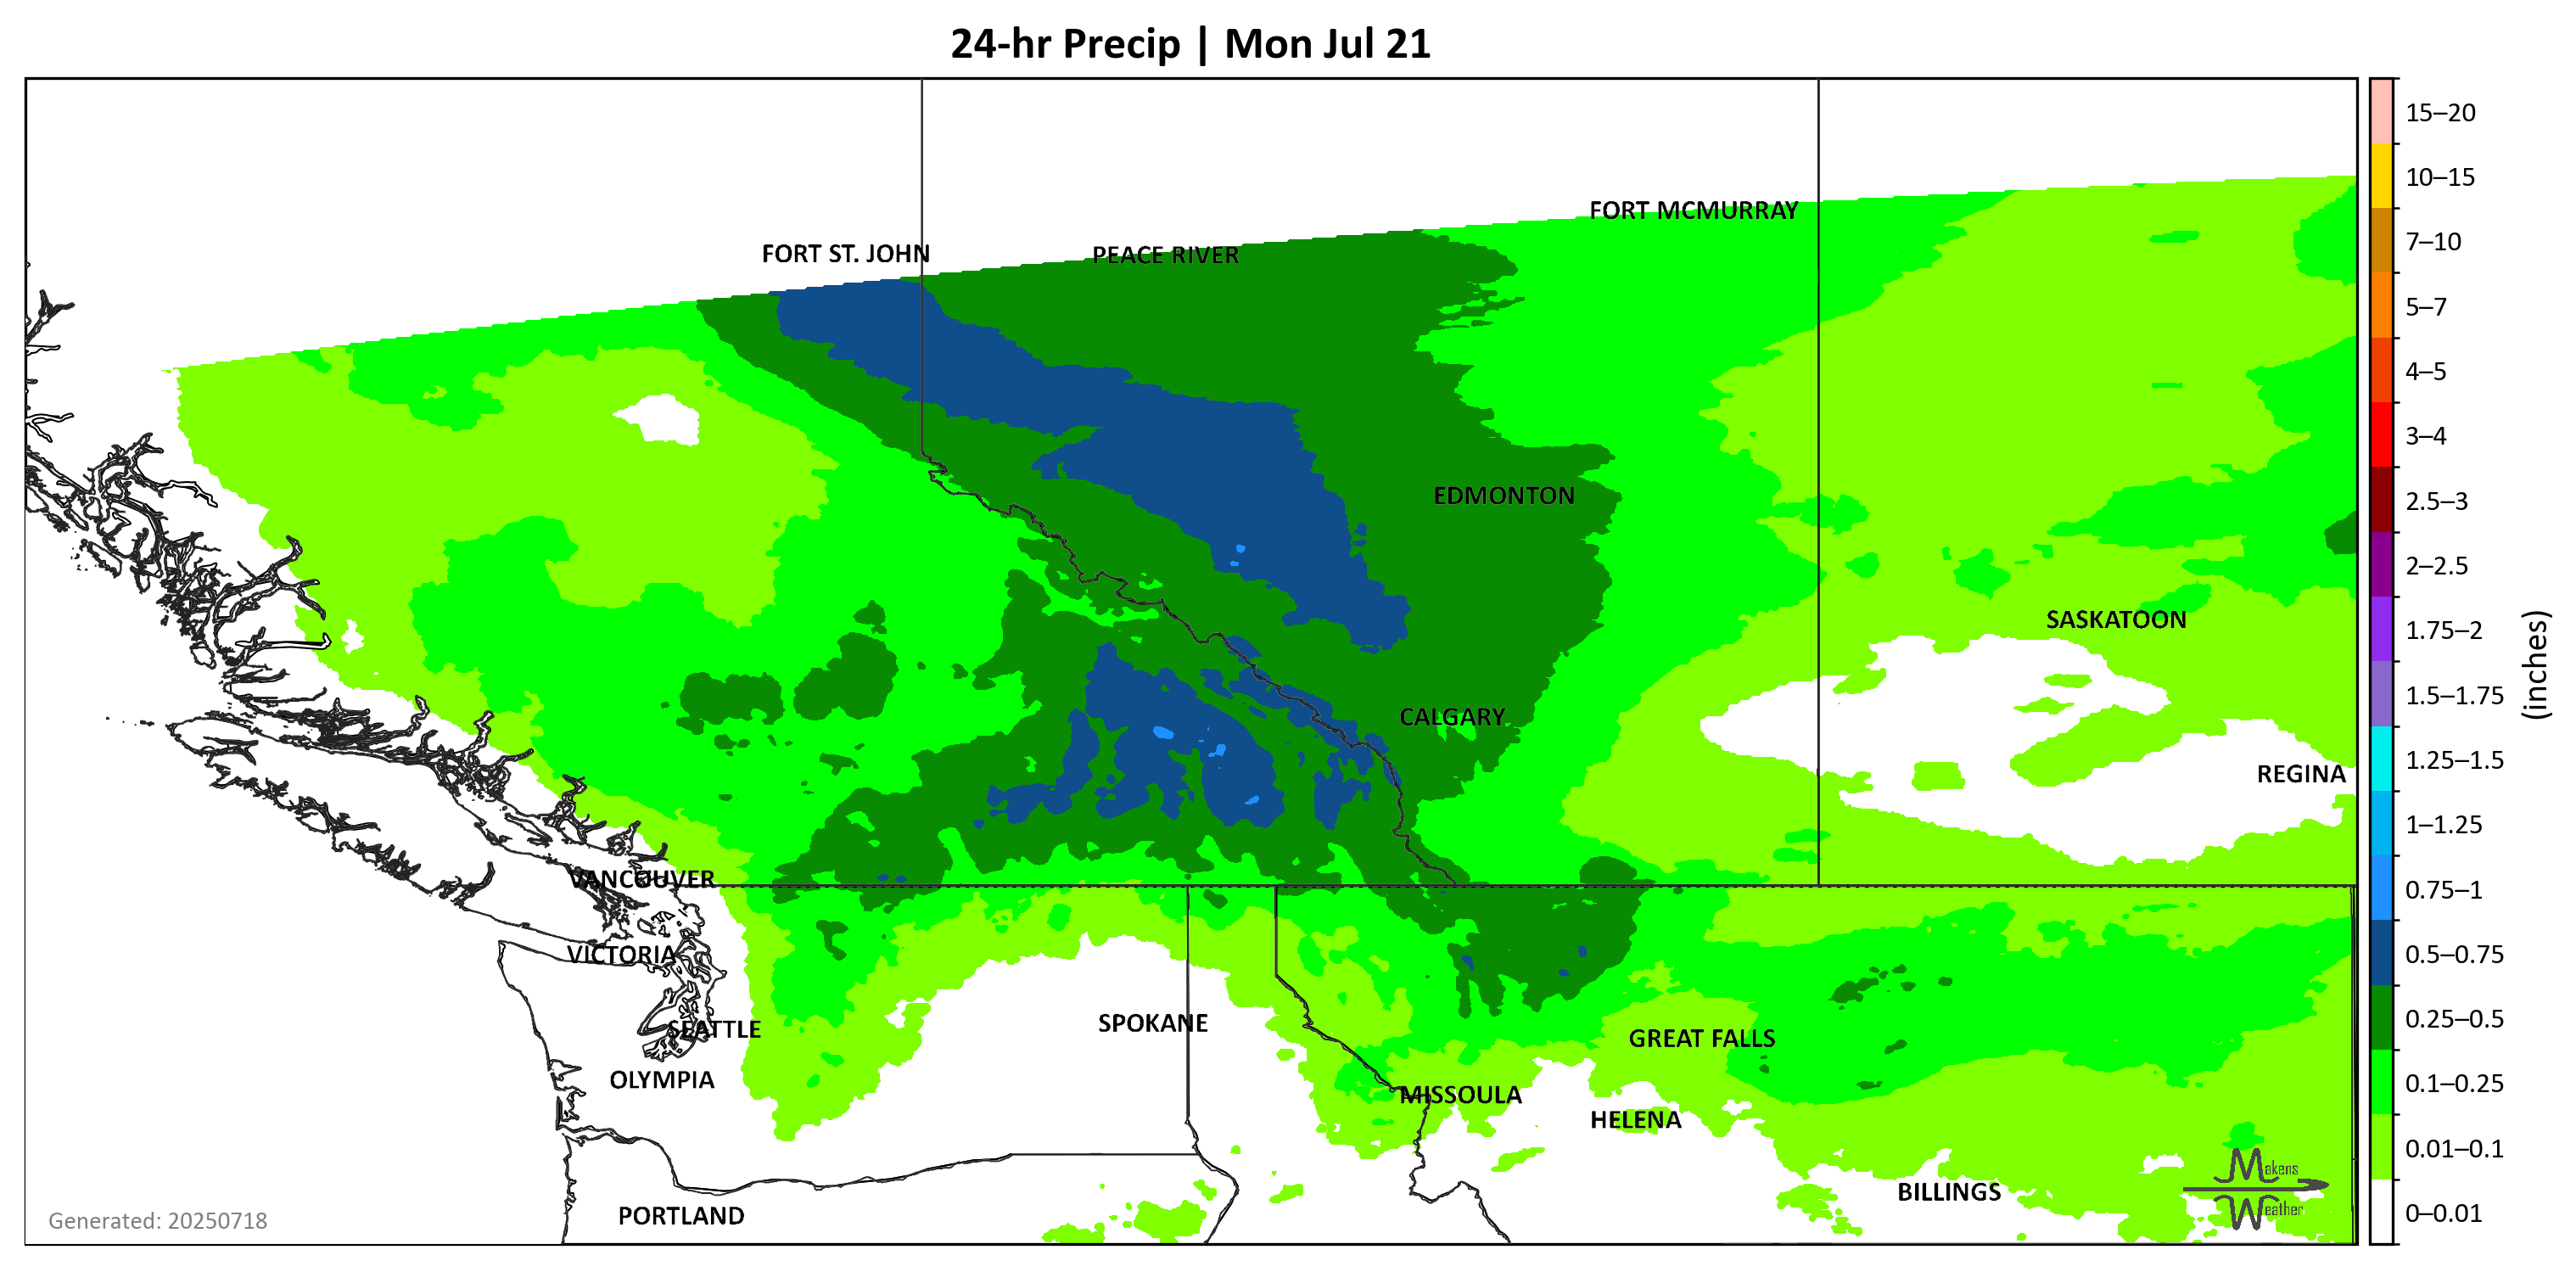 24-hr Precip | Mon Jul 21
FORT MCMURRAY
FORT ST. JOHN
PEACE RIVER
EDMONTON
SASKATOON
CALGARY
REGINA
VANCOUVER
VICTORIA
SEATTLE
SPOKANE
GREAT FALLS
OLYMPIA
MISSOULA
HELENA
BILLINGS
PORTLAND
Makens
Weather
Generated: 20250718
15–20
10–15
7–10
5–7
4–5
3–4
2.5–3
2–2.5
1.75–2
1.5–1.75
1.25–1.5
1–1.25
0.75–1
0.5–0.75
0.25–0.5
0.1–0.25
0.01–0.1
0–0.01
(inches)